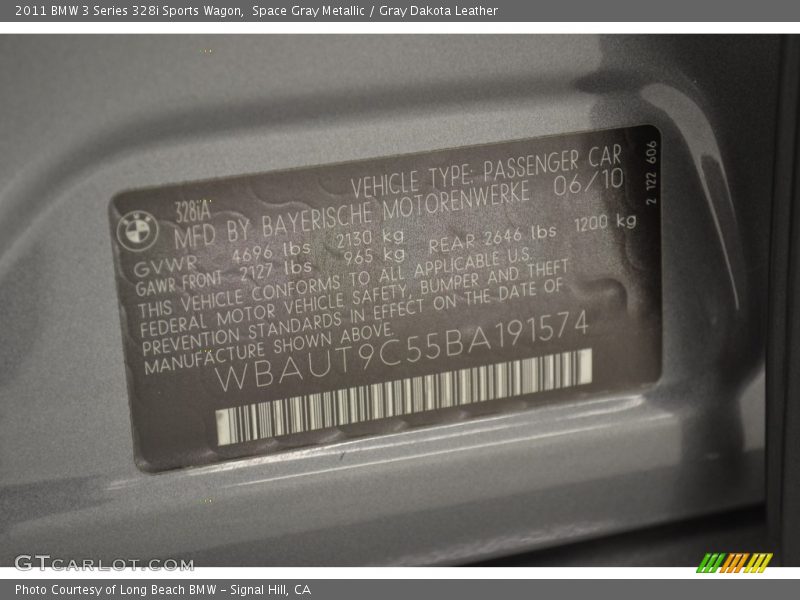 2011 BMW 3 Series 328i Sports Wagon,  Space Gray Metallic / Gray Dakota Leather
328iA
VEHICLE TYPE: PASSENGER CAR
MFD BY BAYERISCHE MOTORENWERKE 06/10
GVWR 4696 lbs 2130 kg
GAWR FRONT 2127 lbs 965 kg REAR 2646 lbs 1200 kg
THIS VEHICLE CONFORMS TO ALL APPLICABLE U.S.
FEDERAL MOTOR VEHICLE SAFETY, BUMPER AND THEFT
PREVENTION STANDARDS IN EFFECT ON THE DATE OF
MANUFACTURE SHOWN ABOVE.
WBAUT9C55BA191574
2 122 606
GTCARLOT.COM
Photo Courtesy of Long Beach BMW - Signal Hill, CA